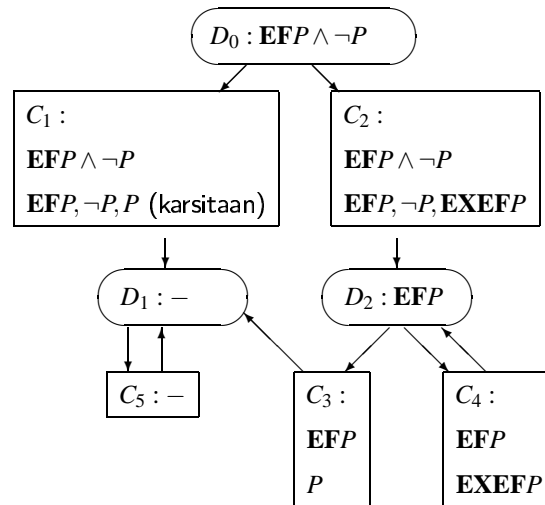 D₀ : EFP ∧ ¬P
C₁ :
EFP ∧ ¬P
EFP, ¬P, P (karsitaan)
C₂ :
EFP ∧ ¬P
EFP, ¬P, EXEFP
D₁ : −
D₂ : EFP
C₅ : −
C₃ :
EFP
P
C₄ :
EFP
EXEFP